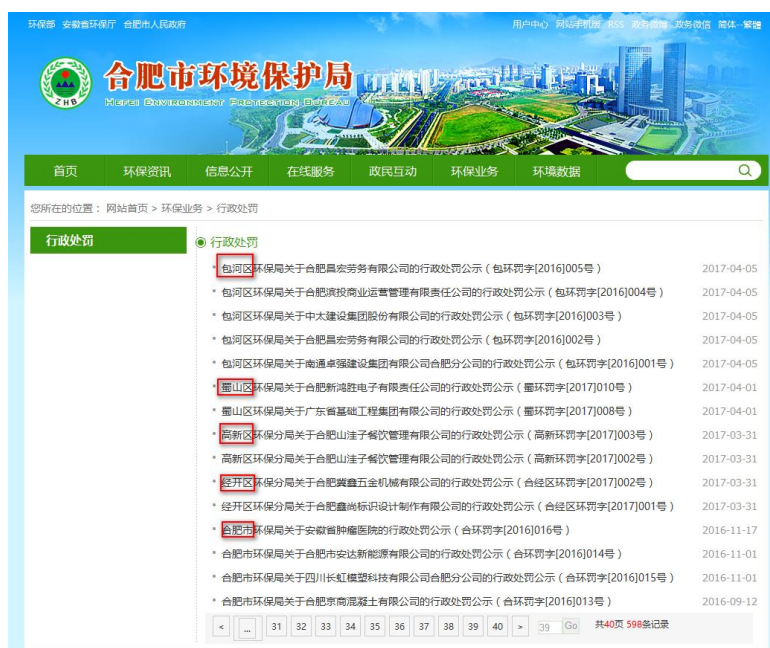 环保部 安徽省环保厅 合肥市人民政府
用户中心 网站手机版 RSS 政务微博 政务微信 简体 繁體
合肥市环境保护局
HEFEI ENVIRONMENT PROTECTION BUREAU
ZHB
首页 环保资讯 信息公开 在线服务 政民互动 环保业务 环境数据
您所在的位置： 网站首页 > 环保业务 > 行政处罚
行政处罚
行政处罚
包河区环保局关于合肥昌宏劳务有限公司的行政处罚公示（包环罚字[2016]005号） 2017-04-05
包河区环保局关于合肥滨投商业运营管理有限责任公司的行政处罚公示（包环罚字[2016]004号） 2017-04-05
包河区环保局关于中太建设集团股份有限公司的行政处罚公示（包环罚字[2016]003号） 2017-04-05
包河区环保局关于合肥昌宏劳务有限公司的行政处罚公示（包环罚字[2016]002号） 2017-04-05
包河区环保局关于南通卓强建设集团有限公司合肥分公司的行政处罚公示（包环罚字[2016]001号） 2017-04-05
蜀山区环保局关于合肥新鸿胜电子有限责任公司的行政处罚公示（蜀环罚字[2017]010号） 2017-04-01
蜀山区环保局关于广东省基础工程集团有限公司的行政处罚公示（蜀环罚字[2017]008号） 2017-04-01
高新区环保分局关于合肥山洼子餐饮管理有限公司的行政处罚公示（高新环罚字[2017]003号） 2017-03-31
高新区环保分局关于合肥山洼子餐饮管理有限公司的行政处罚公示（高新环罚字[2017]002号） 2017-03-31
经开区环保分局关于合肥冀鑫五金机械有限公司的行政处罚公示（合经区环罚字[2017]002号） 2017-03-31
经开区环保分局关于合肥鑫尚标识设计制作有限公司的行政处罚公示（合经区环罚字[2017]001号） 2017-03-31
合肥市环保局关于安徽省肿瘤医院的行政处罚公示（合环罚字[2016]016号） 2016-11-17
合肥市环保局关于合肥市安达新能源有限公司的行政处罚公示（合环罚字[2016]014号） 2016-11-01
合肥市环保局关于四川长虹模塑科技有限公司合肥分公司的行政处罚公示（合环罚字[2016]015号） 2016-11-01
合肥市环保局关于合肥京商混凝土有限公司的行政处罚公示（合环罚字[2016]013号） 2016-09-12
< ... 31 32 33 34 35 36 37 38 39 40 > 39 Go 共40页 598条记录